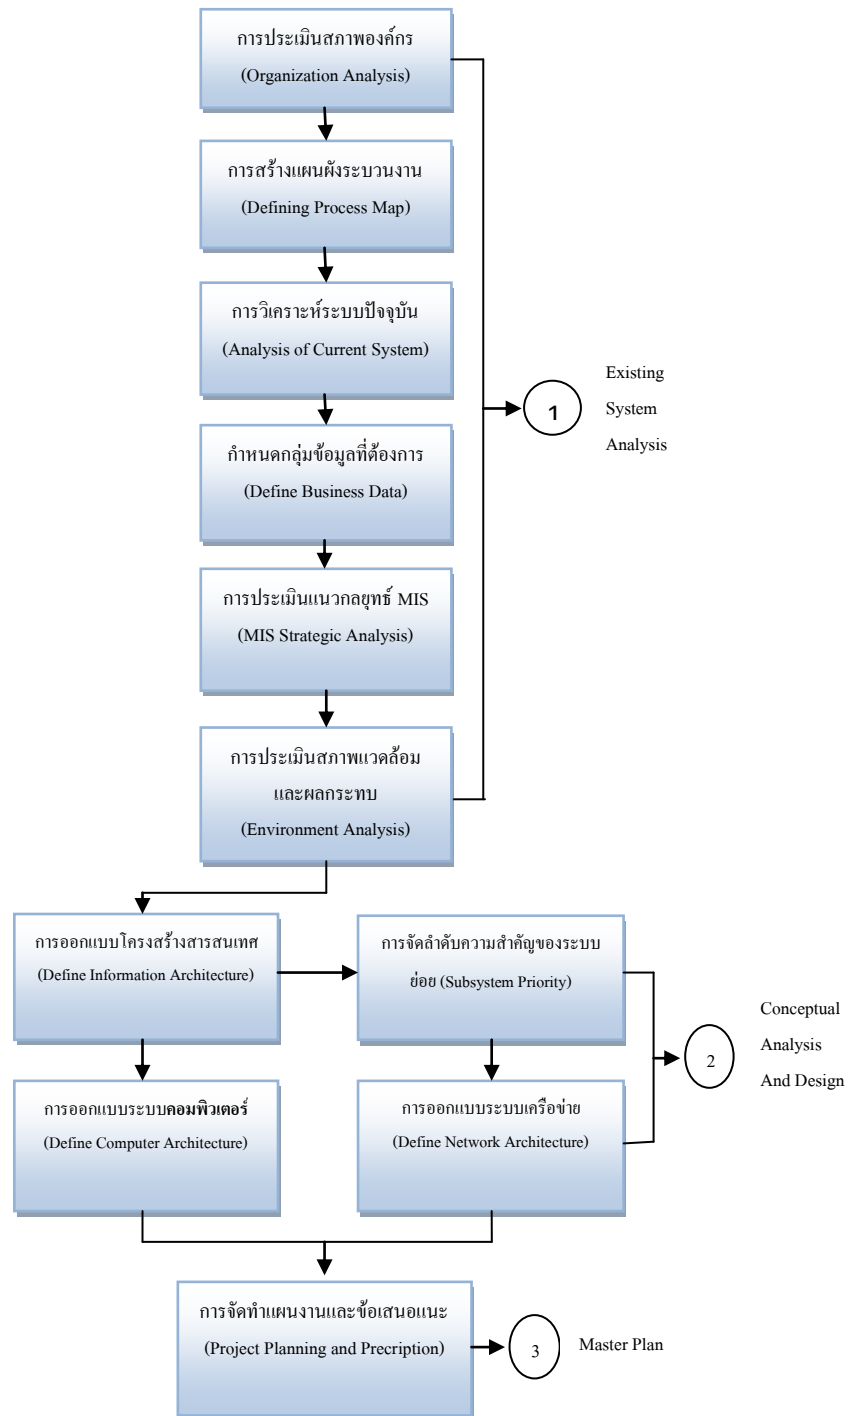 การประเมินสภาพองค์กร
(Organization Analysis)
การสร้างแผนผังระบวนงาน
(Defining Process Map)
การวิเคราะห์ระบบปัจจุบัน
(Analysis of Current System)
กำหนดกลุ่มข้อมูลที่ต้องการ
(Define Business Data)
การประเมินแนวกลยุทธ์ MIS
(MIS Strategic Analysis)
การประเมินสภาพแวดล้อม
และผลกระทบ
(Environment Analysis)
1
Existing
System
Analysis
การออกแบบโครงสร้างสารสนเทศ
(Define Information Architecture)
การจัดลำดับความสำคัญของระบบ
ย่อย (Subsystem Priority)
การออกแบบระบบคอมพิวเตอร์
(Define Computer Architecture)
การออกแบบระบบเครือข่าย
(Define Network Architecture)
2
Conceptual
Analysis
And Design
การจัดทำแผนงานและข้อเสนอแนะ
(Project Planning and Precription)
3
Master Plan